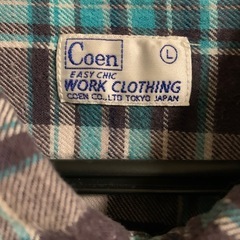 Coen L
EASY CHIC
WORK CLOTHING
COEN CO.,LTD TOKYO JAPAN